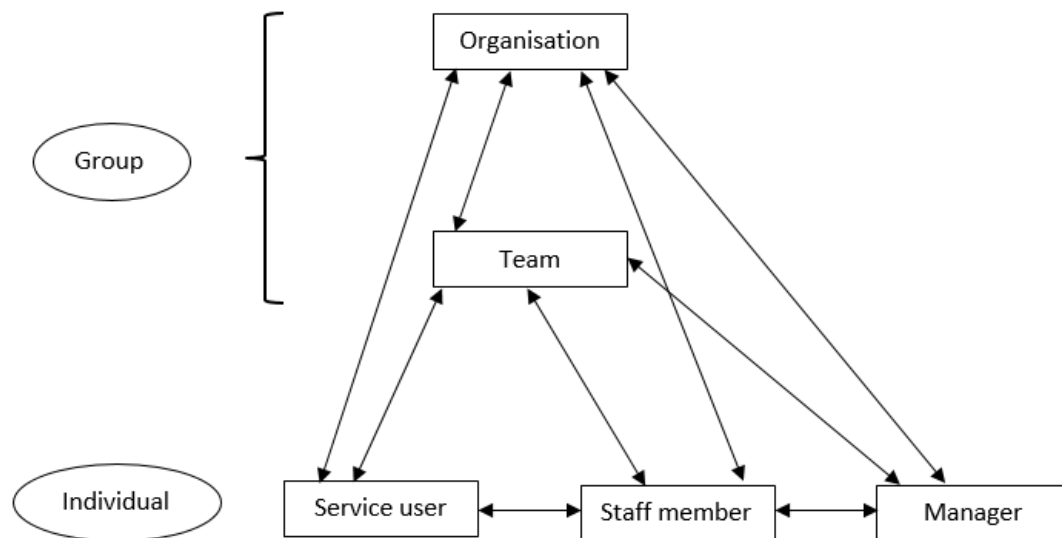 Organisation
Group
Team
Individual
Service user
Staff member
Manager